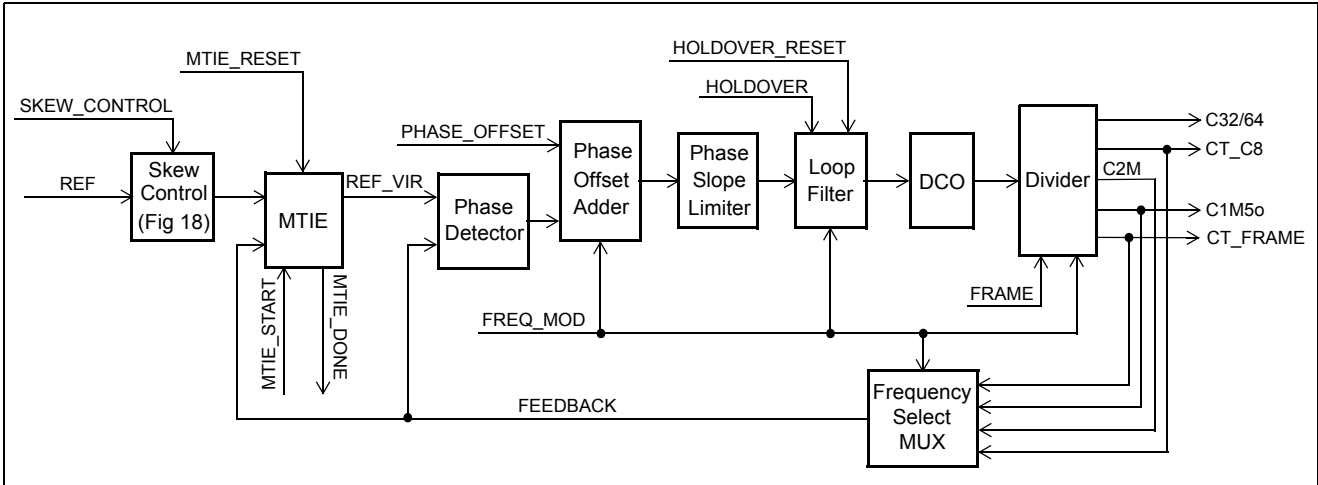 MTIE_RESET
SKEW_CONTROL
REF
Skew
Control
(Fig 18)
MTIE
REF_VIR
MTIE_START
MTIE_DONE
Phase
Detector
PHASE_OFFSET
Phase
Offset
Adder
Phase
Slope
Limiter
HOLDOVER_RESET
HOLDOVER
Loop
Filter
DCO
Divider
C32/64
CT_C8
C2M
C1M5o
CT_FRAME
FRAME
FREQ_MOD
FEEDBACK
Frequency
Select
MUX